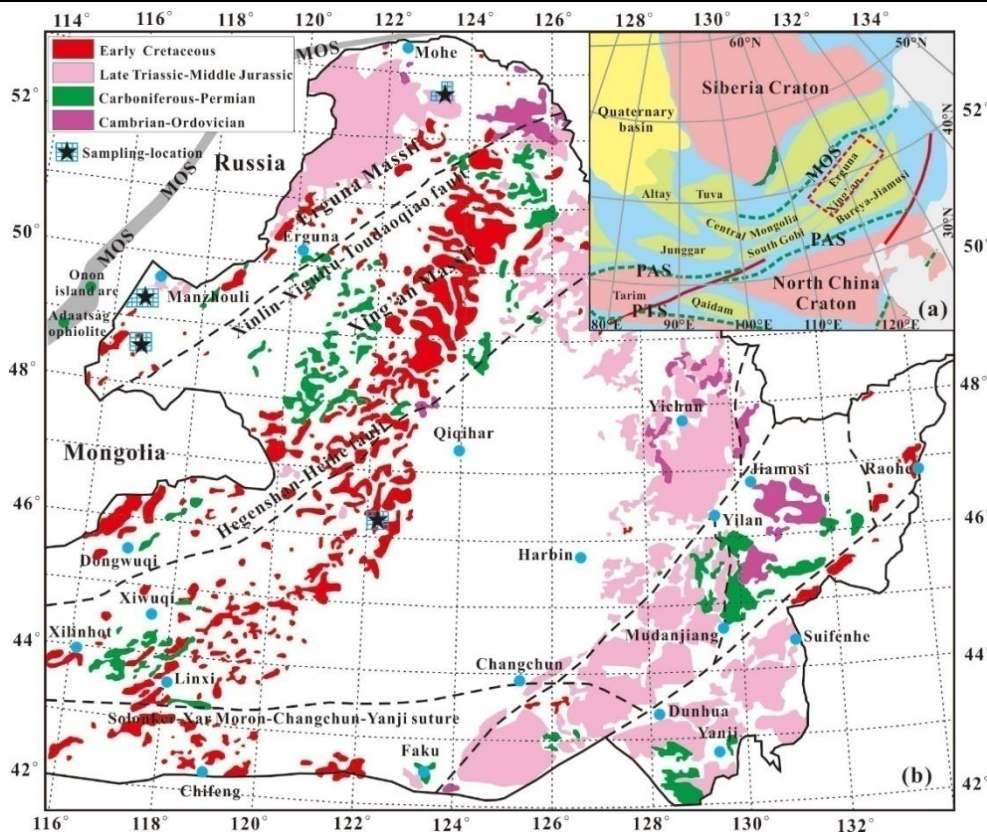 114° 116° 118° 120° 122° 124° 126° 128° 130° 132° 134°
Early Cretaceous
Late Triassic-Middle Jurassic
Carboniferous-Permian
Cambrian-Ordovician
Sampling-location
MOS
Mohe
Russia
MOS
MOS
Erguna Massif
Erguna
Xinlin-Xiguitu-Toudaoqiao fault
Xing'an Massif
Onon
island arc
Adaatsag
ophiolite
Manzhouli
Mongolia
Hegenshan-Heihe fault
Qiqihar
Yichun
Jiamusi
Raohe
Yilan
Harbin
Dongwuqi
Xiwuqi
Xilinhot
Linxi
Mudanjiang
Suifenhe
Changchun
Solonker-Xar Moron-Changchun-Yanji suture
Dunhua
Yanji
Faku
Chifeng
(b)
52°
50°
48°
46°
44°
42°
52°
50°
48°
46°
44°
42°
114 116 118 120 122 124 126 128 130 132
60°N
50°N
40°N
30°N
Siberia Craton
Quaternary
basin
MOS
Erguna
Xing'an
Bureya-Jiamusi
Altay
Tuva
Central Mongolia
South Gobi
Junggar
PAS
PAS
North China
Craton
Tarim
PTS
Qaidam
(a)
80°E
90°E
100°E
110°E
120°E